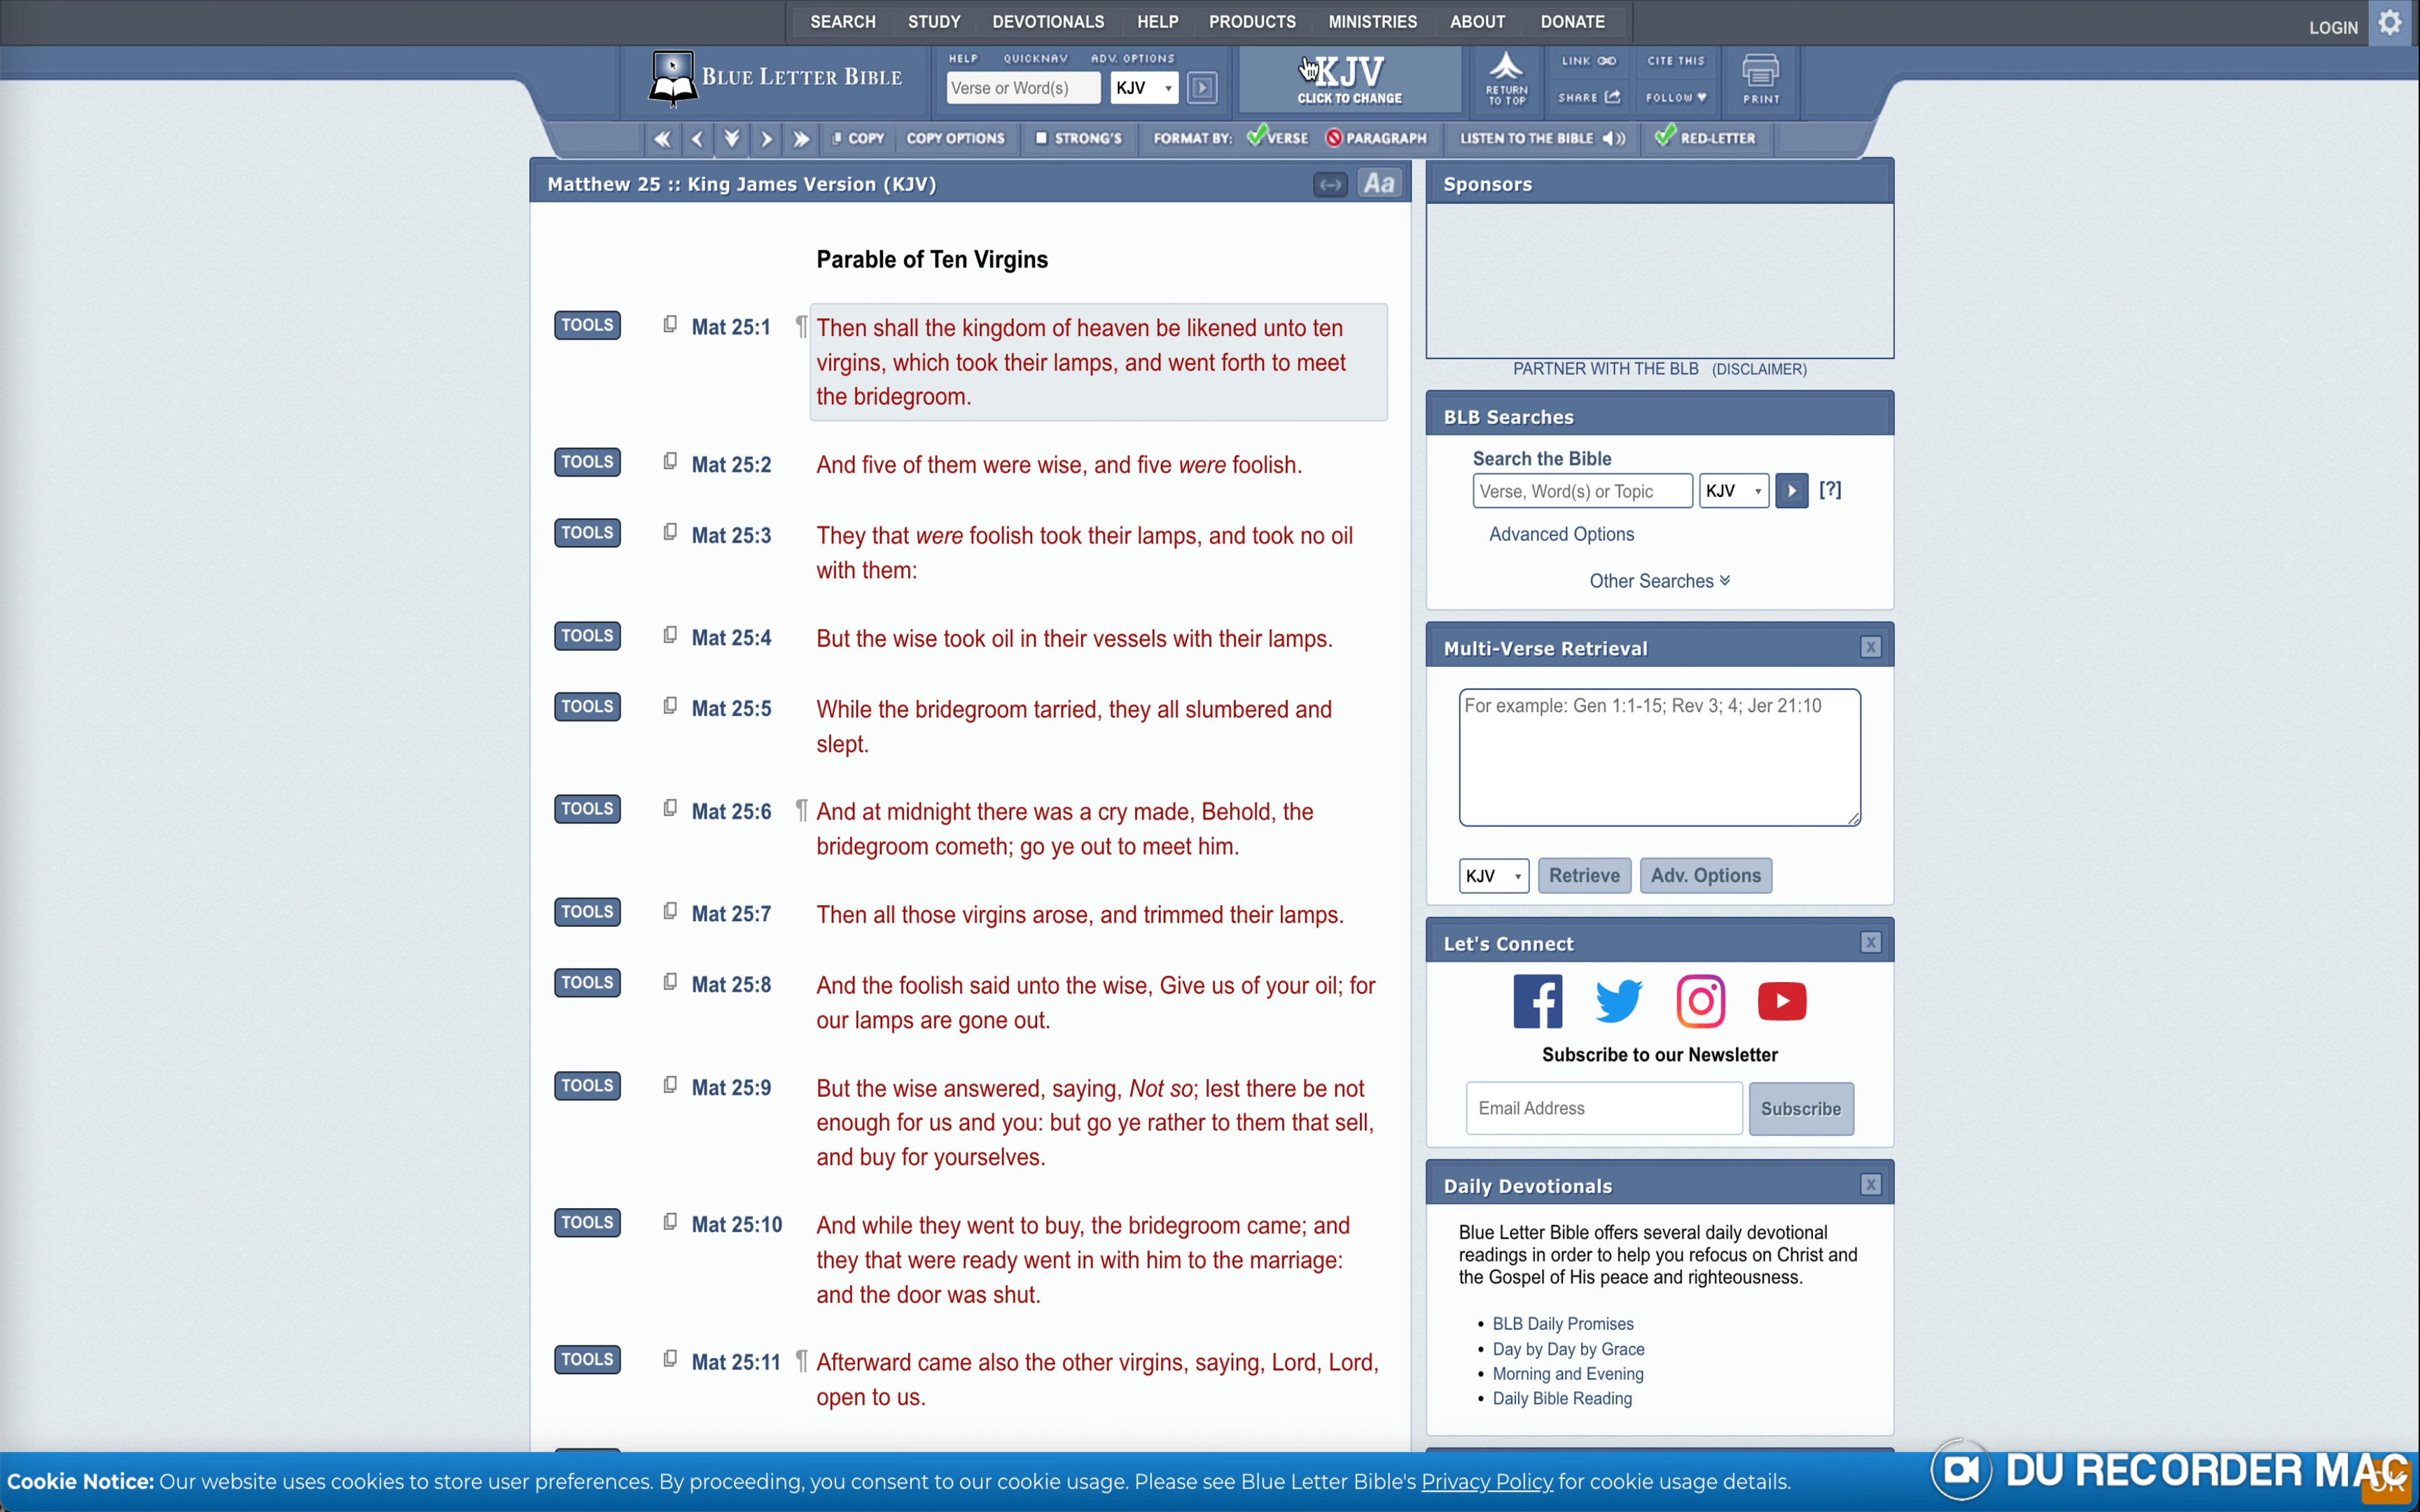 SEARCH STUDY DEVOTIONALS HELP PRODUCTS MINISTRIES ABOUT DONATE
LOGIN
BLUE LETTER BIBLE
HELP QUICKNAV ADV. OPTIONS
Verse or Word(s) KJV
KJV
CLICK TO CHANGE
RETURN
TO TOP
LINK
SHARE
CITE THIS
FOLLOW ♥
PRINT
COPY COPY OPTIONS STRONG'S FORMAT BY: VERSE PARAGRAPH LISTEN TO THE BIBLE RED-LETTER
Matthew 25 :: King James Version (KJV) Aa
Parable of Ten Virgins
TOOLS Mat 25:1 ¶ Then shall the kingdom of heaven be likened unto ten
virgins, which took their lamps, and went forth to meet
the bridegroom.
TOOLS Mat 25:2 And five of them were wise, and five were foolish.
TOOLS Mat 25:3 They that were foolish took their lamps, and took no oil
with them:
TOOLS Mat 25:4 But the wise took oil in their vessels with their lamps.
TOOLS Mat 25:5 While the bridegroom tarried, they all slumbered and
slept.
TOOLS Mat 25:6 ¶ And at midnight there was a cry made, Behold, the
bridegroom cometh; go ye out to meet him.
TOOLS Mat 25:7 Then all those virgins arose, and trimmed their lamps.
TOOLS Mat 25:8 And the foolish said unto the wise, Give us of your oil; for
our lamps are gone out.
TOOLS Mat 25:9 But the wise answered, saying, Not so; lest there be not
enough for us and you: but go ye rather to them that sell,
and buy for yourselves.
TOOLS Mat 25:10 And while they went to buy, the bridegroom came; and
they that were ready went in with him to the marriage:
and the door was shut.
TOOLS Mat 25:11 ¶ Afterward came also the other virgins, saying, Lord, Lord,
open to us.
Sponsors
PARTNER WITH THE BLB (DISCLAIMER)
BLB Searches
Search the Bible
Verse, Word(s) or Topic KJV [?]
Advanced Options
Other Searches
Multi-Verse Retrieval X
For example: Gen 1:1-15; Rev 3; 4; Jer 21:10
KJV Retrieve Adv. Options
Let's Connect X
Subscribe to our Newsletter
Email Address Subscribe
Daily Devotionals X
Blue Letter Bible offers several daily devotional
readings in order to help you refocus on Christ and
the Gospel of His peace and righteousness.
• BLB Daily Promises
• Day by Day by Grace
• Morning and Evening
• Daily Bible Reading
Cookie Notice: Our website uses cookies to store user preferences. By proceeding, you consent to our cookie usage. Please see Blue Letter Bible's Privacy Policy for cookie usage details.
DU RECORDER MAC
OK